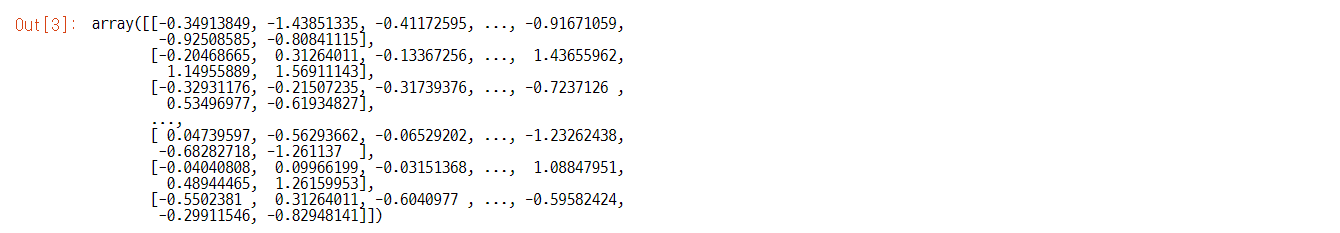 Out[3]: array([[-0.34913849, -1.43851335, -0.41172595, ..., -0.91671059,
-0.92508585, -0.80841115],
[-0.20468665,  0.31264011, -0.13367256, ...,  1.43655962,
1.14955889,  1.56911143],
[-0.32931176, -0.21507235, -0.31739376, ..., -0.7237126 ,
0.53496977, -0.61934827],
...,
[ 0.04739597, -0.56293662, -0.06529202, ..., -1.23262438,
-0.68282718, -1.261137  ],
[-0.04040808,  0.09966199, -0.03151368, ...,  1.08847951,
0.48944465,  1.26159953],
[-0.5502381 ,  0.31264011, -0.6040977 , ..., -0.59582424,
-0.29911546, -0.82948141]])